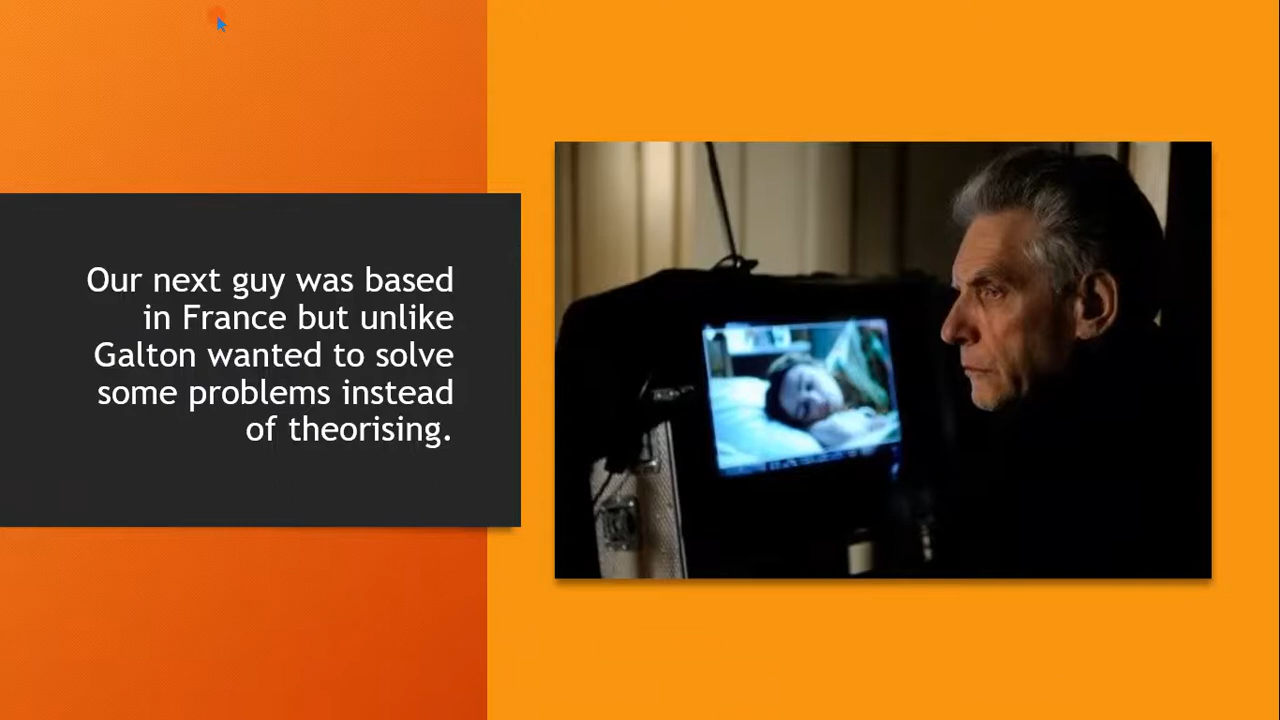 Our next guy was based
in France but unlike
Galton wanted to solve
some problems instead
of theorising.